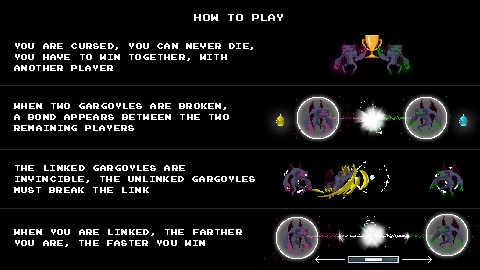 HOW TO PLAY
YOU ARE CURSED, YOU CAN NEVER DIE,
YOU HAVE TO WIN TOGETHER, WITH
ANOTHER PLAYER
WHEN TWO GARGOYLES ARE BROKEN,
A BOND APPEARS BETWEEN THE TWO
REMAINING PLAYERS
THE LINKED GARGOYLES ARE
INVINCIBLE, THE UNLINKED GARGOYLES
MUST BREAK THE LINK
WHEN YOU ARE LINKED, THE FARTHER
YOU ARE, THE FASTER YOU WIN